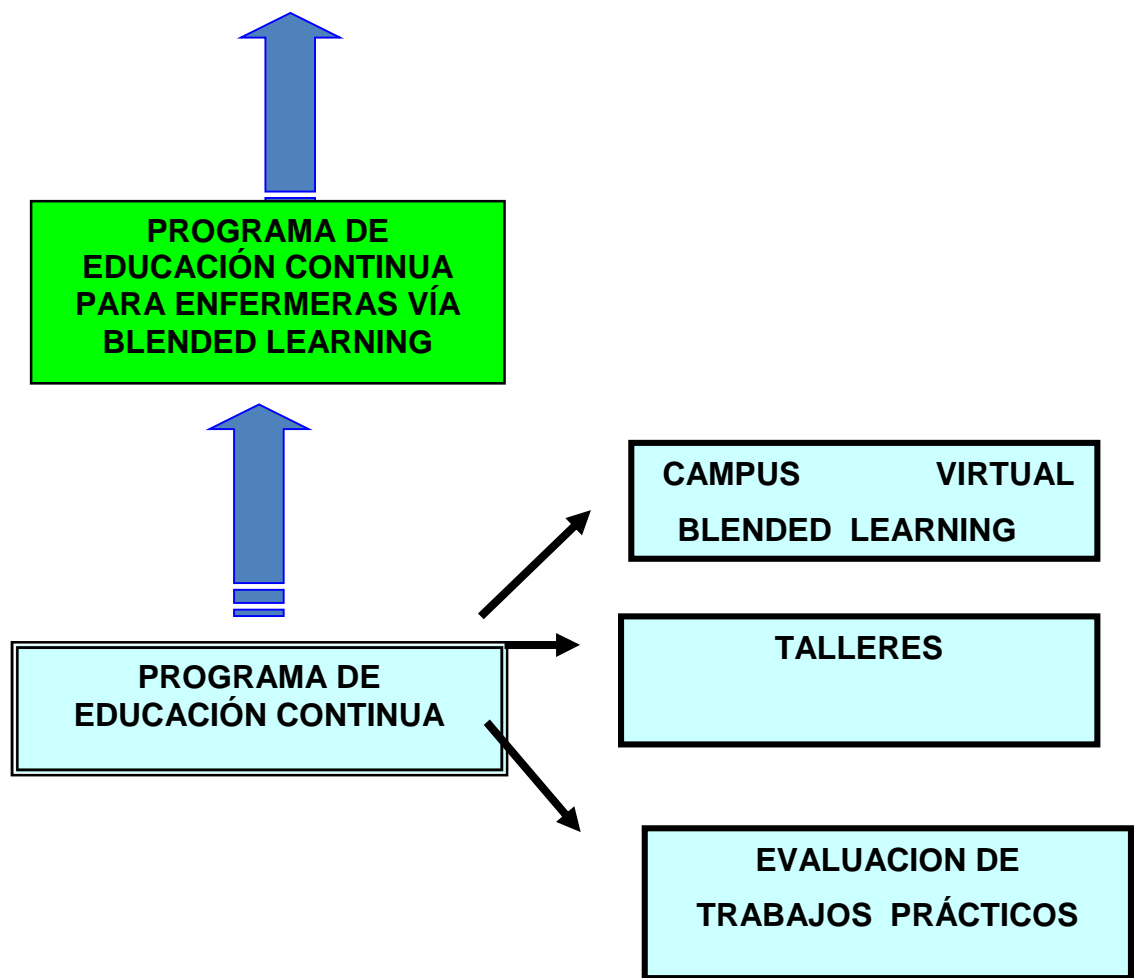 PROGRAMA DE
EDUCACIÓN CONTINUA
PARA ENFERMERAS VÍA
BLENDED LEARNING
CAMPUS VIRTUAL
BLENDED LEARNING
TALLERES
PROGRAMA DE
EDUCACIÓN CONTINUA
EVALUACION DE
TRABAJOS PRÁCTICOS